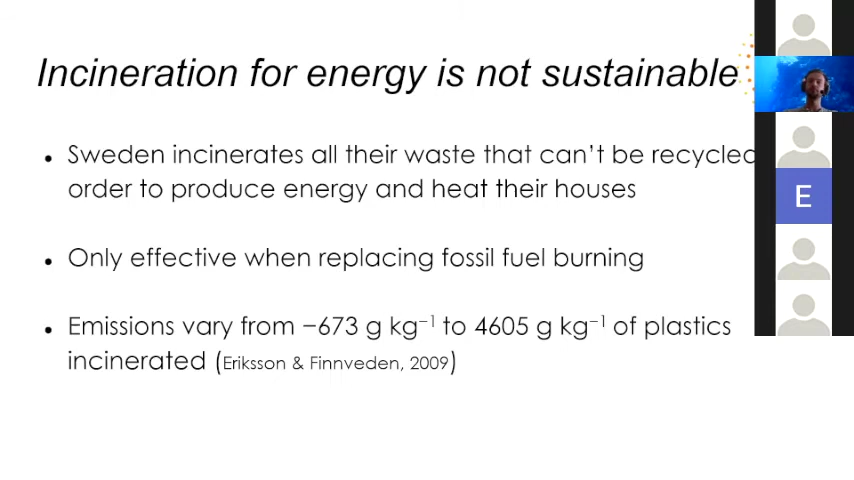 Incineration for energy is not sustainable
• Sweden incinerates all their waste that can’t be recycled
order to produce energy and heat their houses
• Only effective when replacing fossil fuel burning
• Emissions vary from −673 g kg⁻¹ to 4605 g kg⁻¹ of plastics
incinerated (Eriksson & Finnveden, 2009)
E